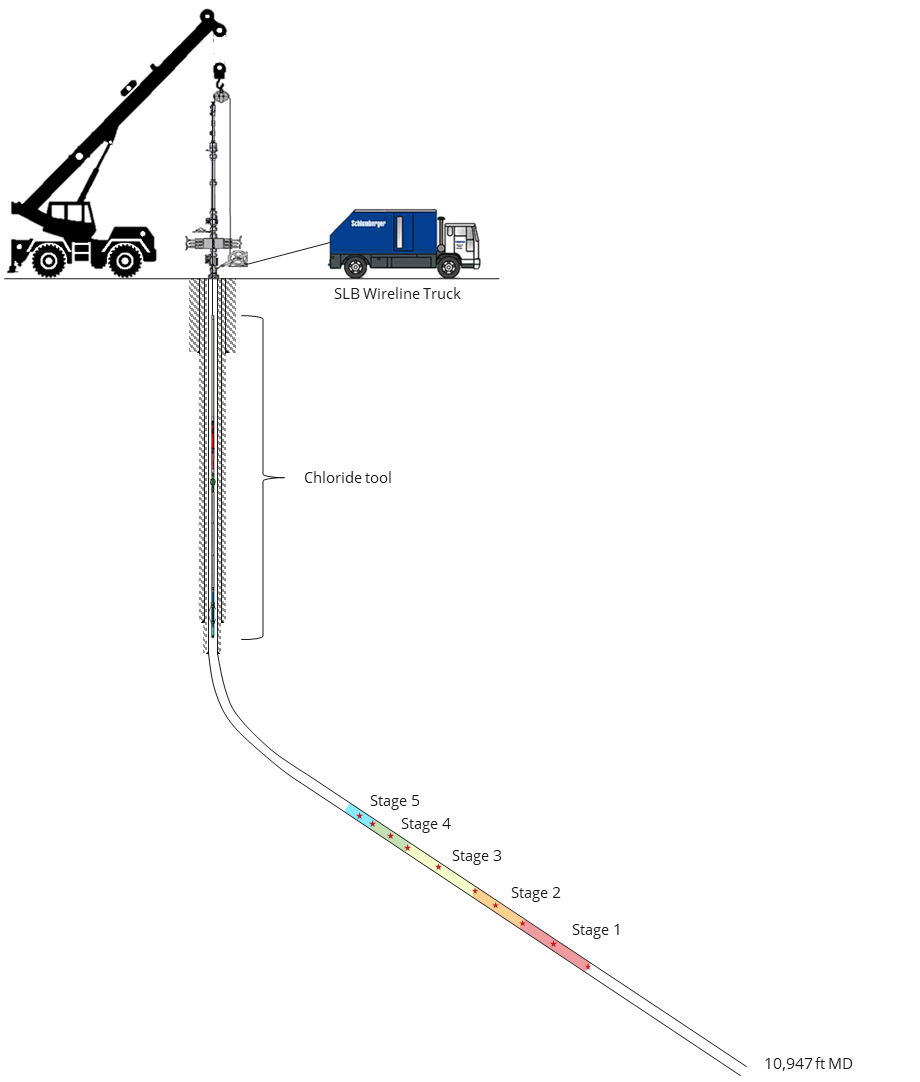 Schlumberger
SLB Wireline Truck
Chloride tool
Stage 5
Stage 4
Stage 3
Stage 2
Stage 1
10,947 ft MD